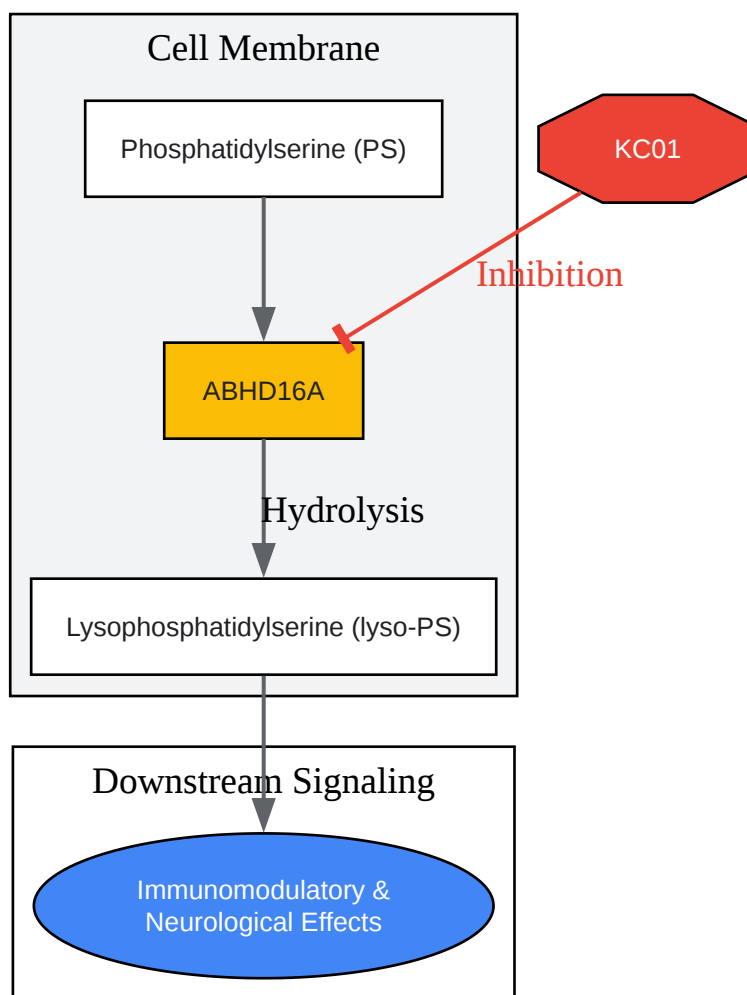 Cell Membrane
Phosphatidylserine (PS)
KC01
Inhibition
ABHD16A
Hydrolysis
Lysophosphatidylserine (lyso-PS)
Downstream Signaling
Immunomodulatory &
Neurological Effects